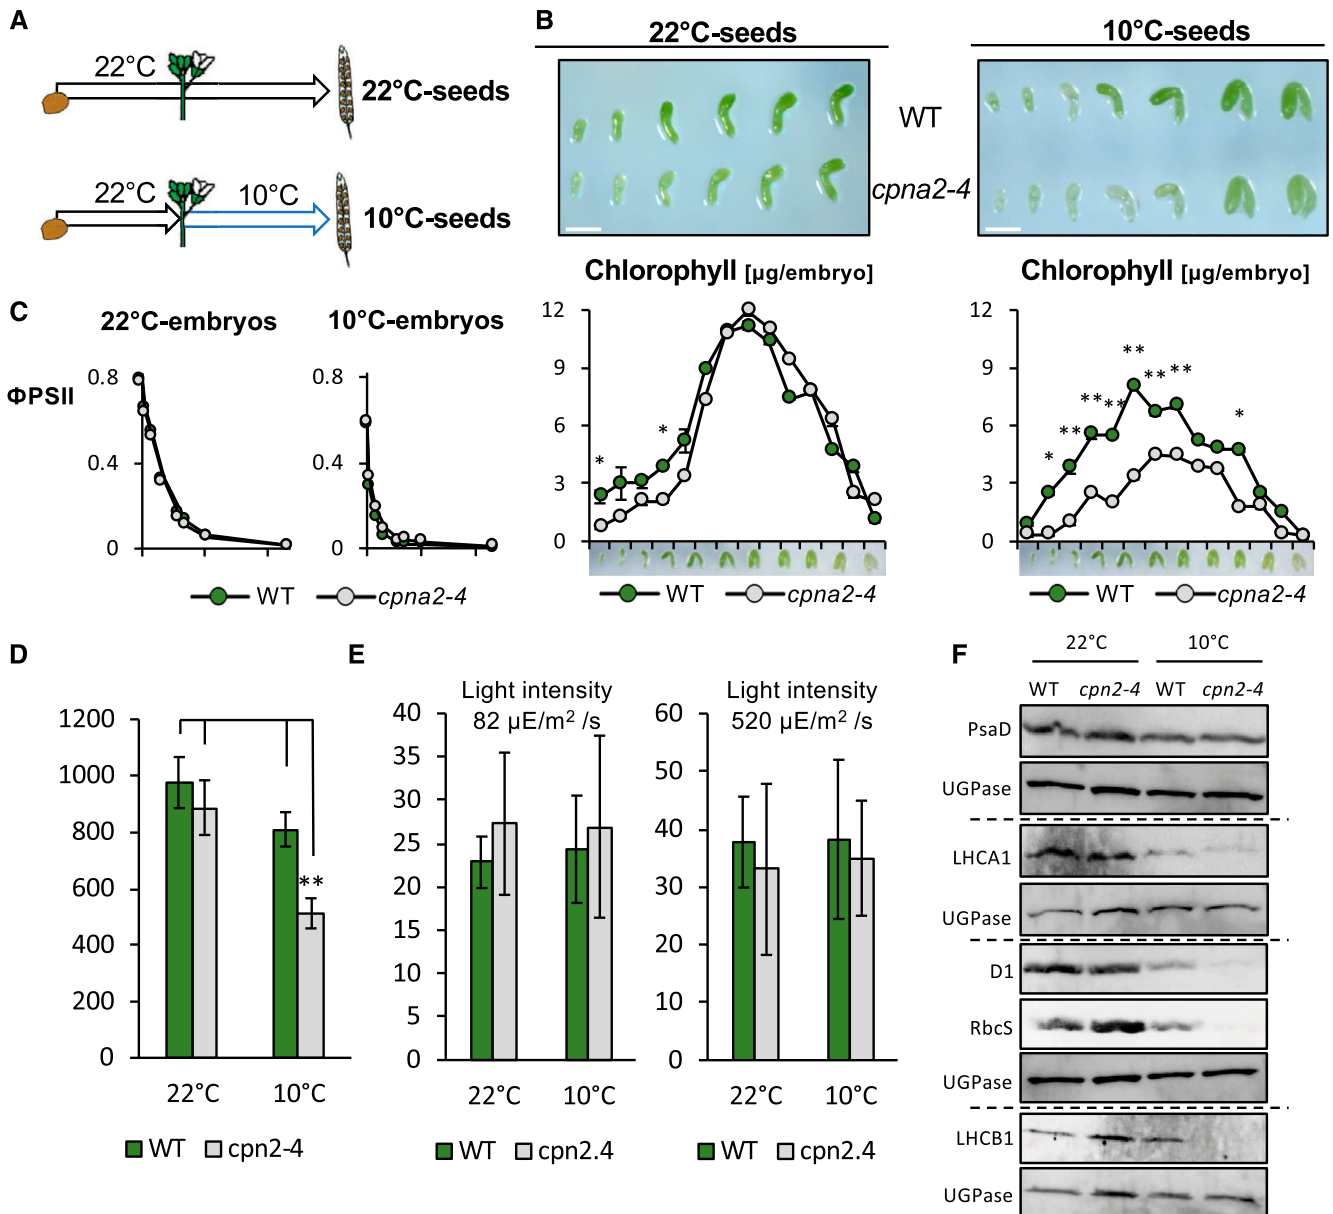 A
22°C
22°C-seeds
22°C
10°C
10°C-seeds
B
22°C-seeds
10°C-seeds
WT
cpna2-4
Chlorophyll [µg/embryo]
12
9
6
3
0
*
*
WT
cpna2-4
Chlorophyll [µg/embryo]
12
9
6
3
0
*
**
**
**
**
**
**
*
WT
cpna2-4
C
22°C-embryos
10°C-embryos
ΦPSII
0.8
0.4
0
0.8
0.4
0
WT
cpna2-4
D
1200
1000
800
600
400
200
0
**
22°C
10°C
WT
cpn2-4
E
Light intensity
82 µE/m² /s
40
35
30
25
20
15
10
5
0
22°C
10°C
WT
cpn2.4
Light intensity
520 µE/m² /s
60
50
40
30
20
10
0
22°C
10°C
WT
cpn2.4
F
22°C
10°C
WT
cpn2-4
WT
cpn2-4
PsaD
UGPase
LHCA1
UGPase
D1
RbcS
UGPase
LHCB1
UGPase